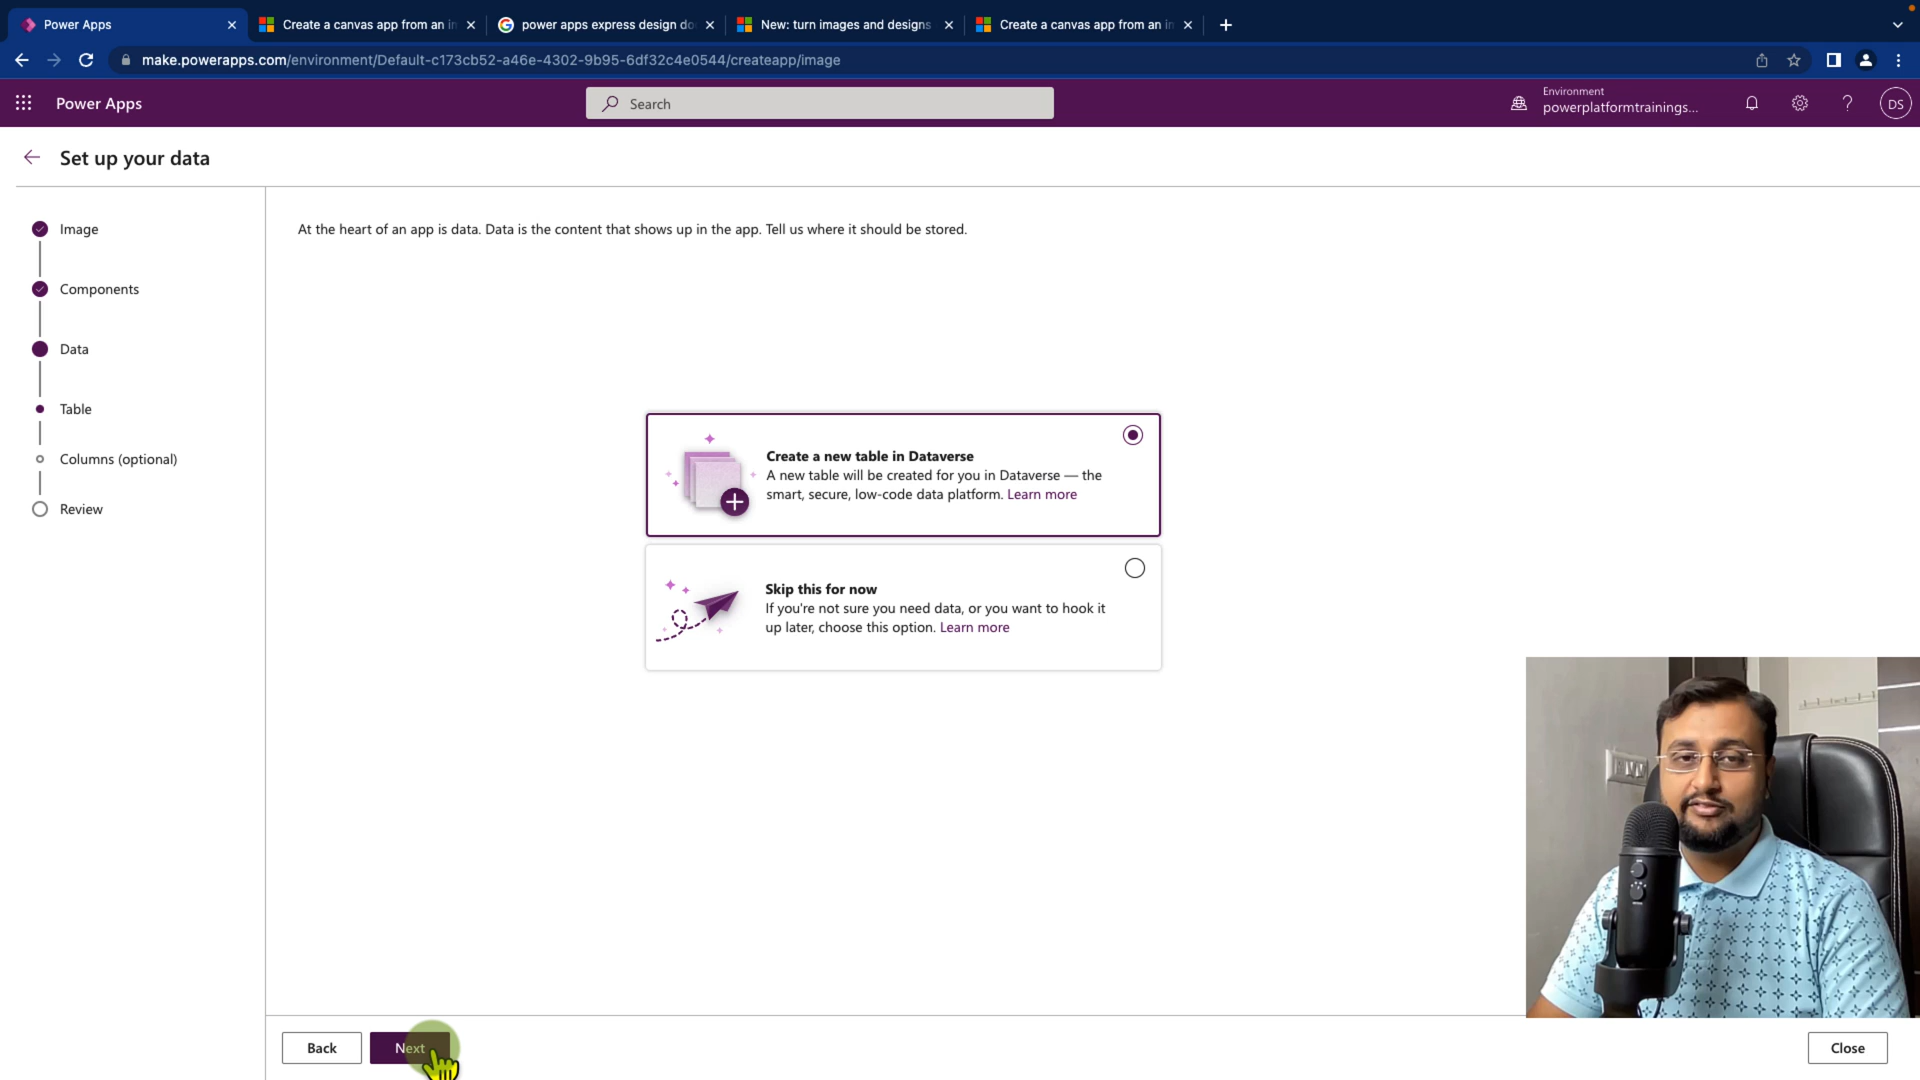 Power Apps
Create a canvas app from an in
power apps express design do
New: turn images and designs
Create a canvas app from an in
make.powerapps.com/environment/Default-c173cb52-a46e-4302-9b95-6df32c4e0544/createapp/image
Power Apps
Search
Environment
powerplatformtrainings...
DS
Set up your data
Image
Components
Data
Table
Columns (optional)
Review
At the heart of an app is data. Data is the content that shows up in the app. Tell us where it should be stored.
Create a new table in Dataverse
A new table will be created for you in Dataverse — the
smart, secure, low-code data platform. Learn more
Skip this for now
If you're not sure you need data, or you want to hook it
up later, choose this option. Learn more
Back
Next
Close